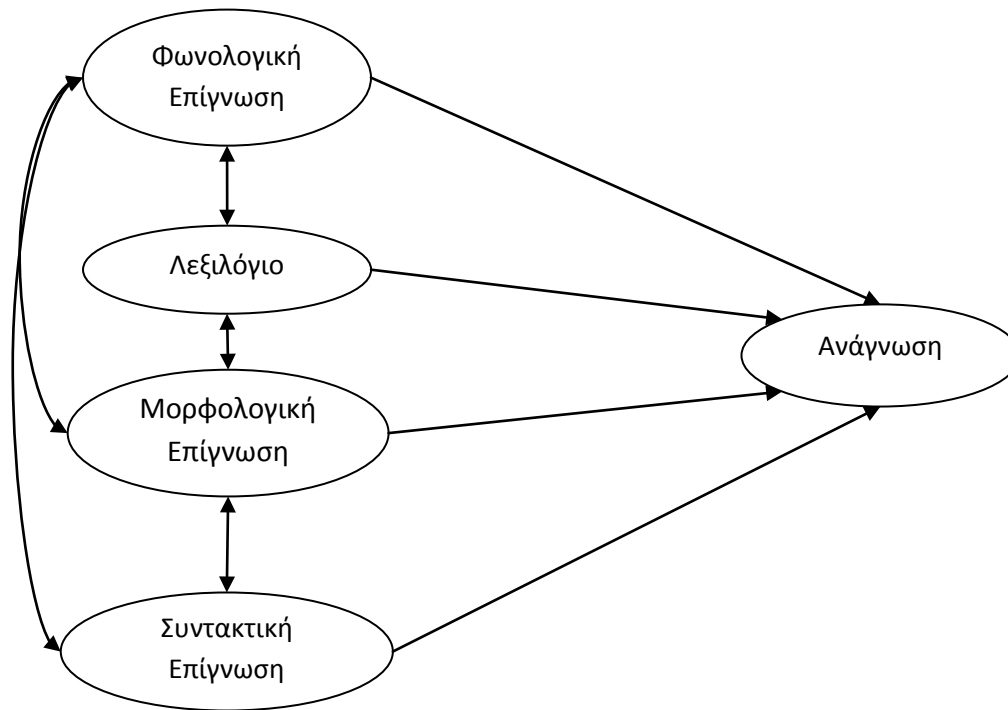 Φωνολογική
Επίγνωση
Λεξιλόγιο
Ανάγνωση
Μορφολογική
Επίγνωση
Συντακτική
Επίγνωση